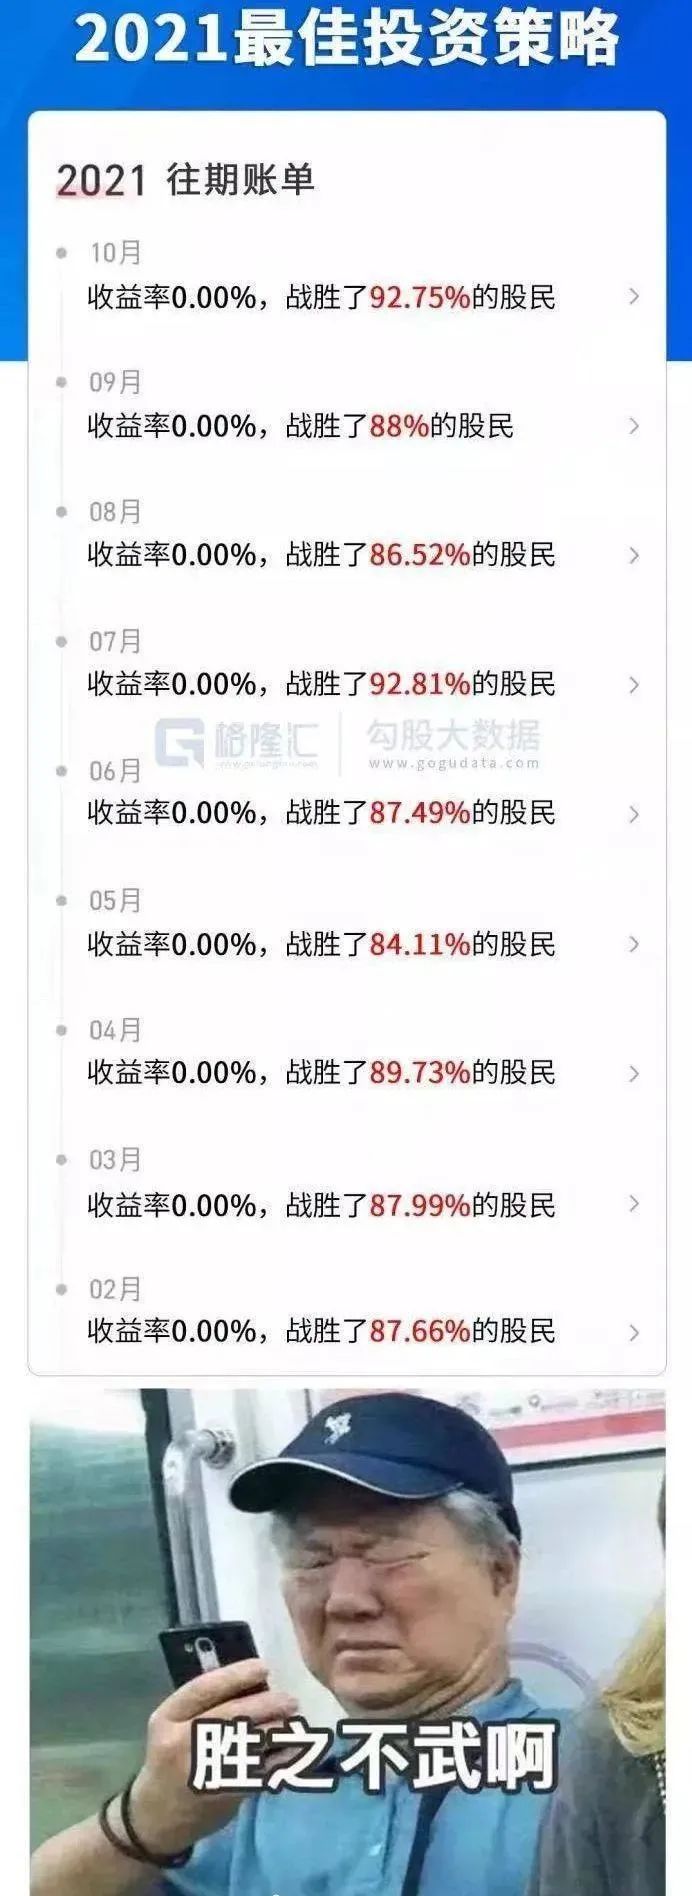 2021最佳投资策略
2021 往期账单
10月
收益率0.00%，战胜了92.75%的股民
09月
收益率0.00%，战胜了88%的股民
08月
收益率0.00%，战胜了86.52%的股民
07月
收益率0.00%，战胜了92.81%的股民
格隆汇 勾股大数据
www.gogudata.com
06月
收益率0.00%，战胜了87.49%的股民
05月
收益率0.00%，战胜了84.11%的股民
04月
收益率0.00%，战胜了89.73%的股民
03月
收益率0.00%，战胜了87.99%的股民
02月
收益率0.00%，战胜了87.66%的股民
胜之不武啊